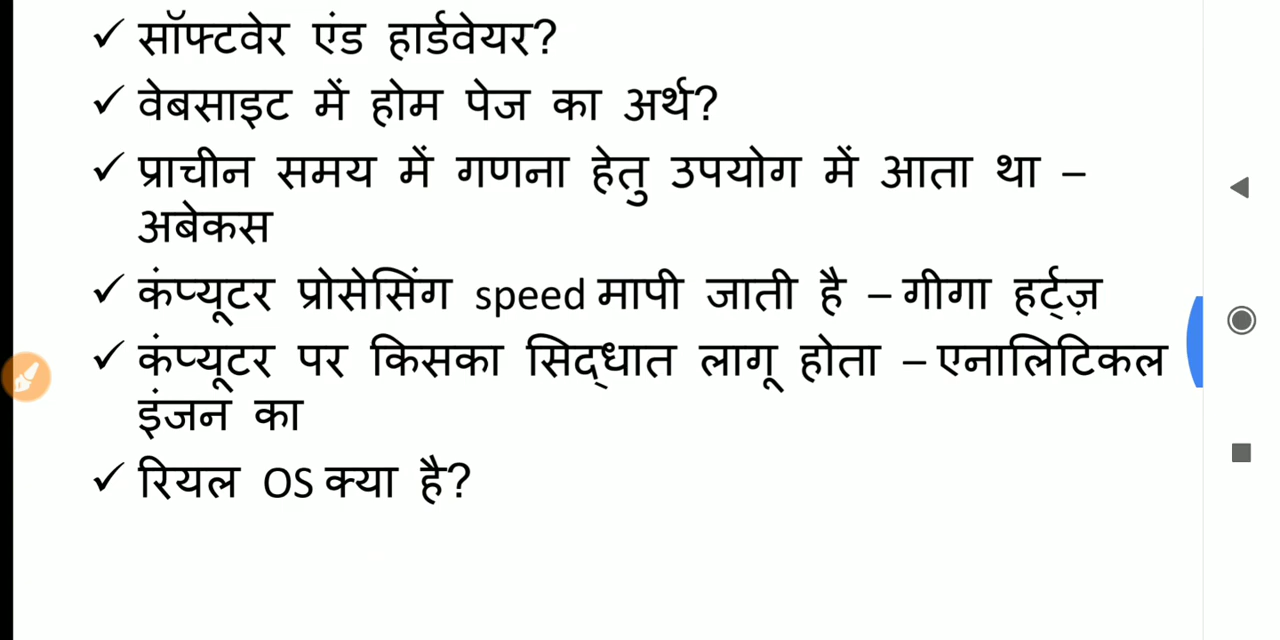 ✓ सॉफ्टवेर एंड हार्डवेयर?
✓ वेबसाइट में होम पेज का अर्थ?
✓ प्राचीन समय में गणना हेतु उपयोग में आता था –
अबेकस
✓ कंप्यूटर प्रोसेसिंग speed मापी जाती है – गीगा हर्ट्ज़
✓ कंप्यूटर पर किसका सिद्धात लागू होता – एनालिटिकल
इंजन का
✓ रियल OS क्या है?